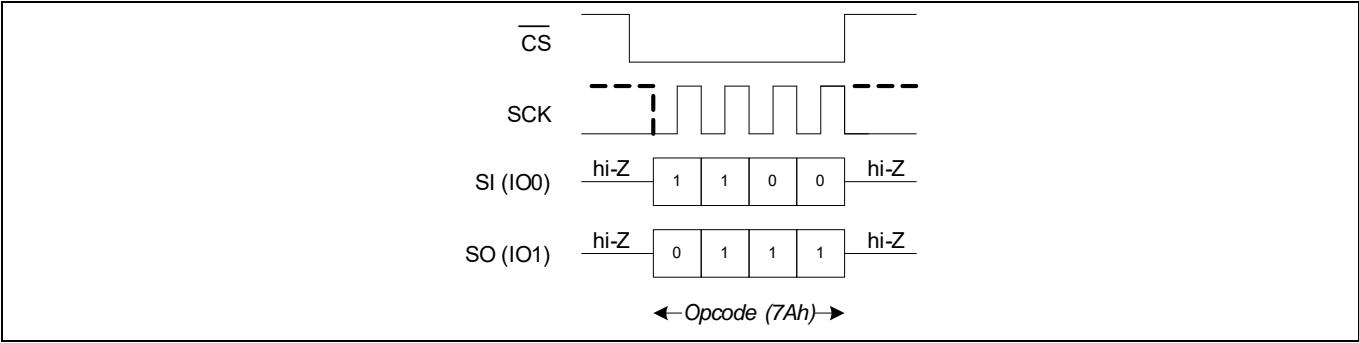 CS
SCK
SI (IO0) hi-Z 1 1 0 0 hi-Z
SO (IO1) hi-Z 0 1 1 1 hi-Z
Opcode (7Ah)